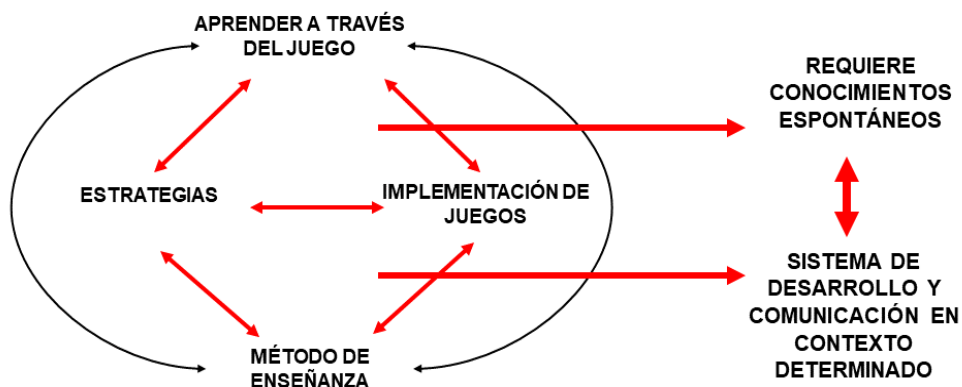 APRENDER A TRAVÉS
DEL JUEGO
REQUIERE
CONOCIMIENTOS
ESPONTÁNEOS
ESTRATEGIAS
IMPLEMENTACIÓN DE
JUEGOS
SISTEMA DE
DESARROLLO Y
COMUNICACIÓN EN
CONTEXTO
DETERMINADO
MÉTODO DE
ENSEÑANZA